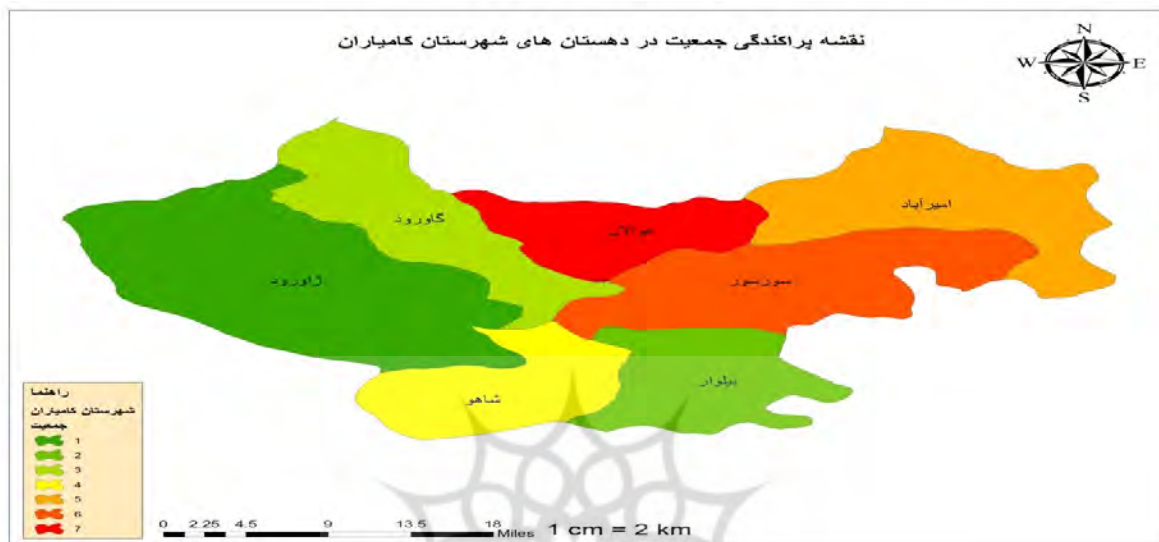 نقشه پراکندگی جمعیت در دهستان های شهرستان کامیاران
N
W E
S
امیرآباد
گاورود
عوالان
سورسور
ژاورود
بیلوار
شاهو
راهنما
شهرستان کامیاران
جمعیت
1
2
3
4
5
6
7
0 2.25 4.5 9 13.5 18
Miles
1 cm = 2 km